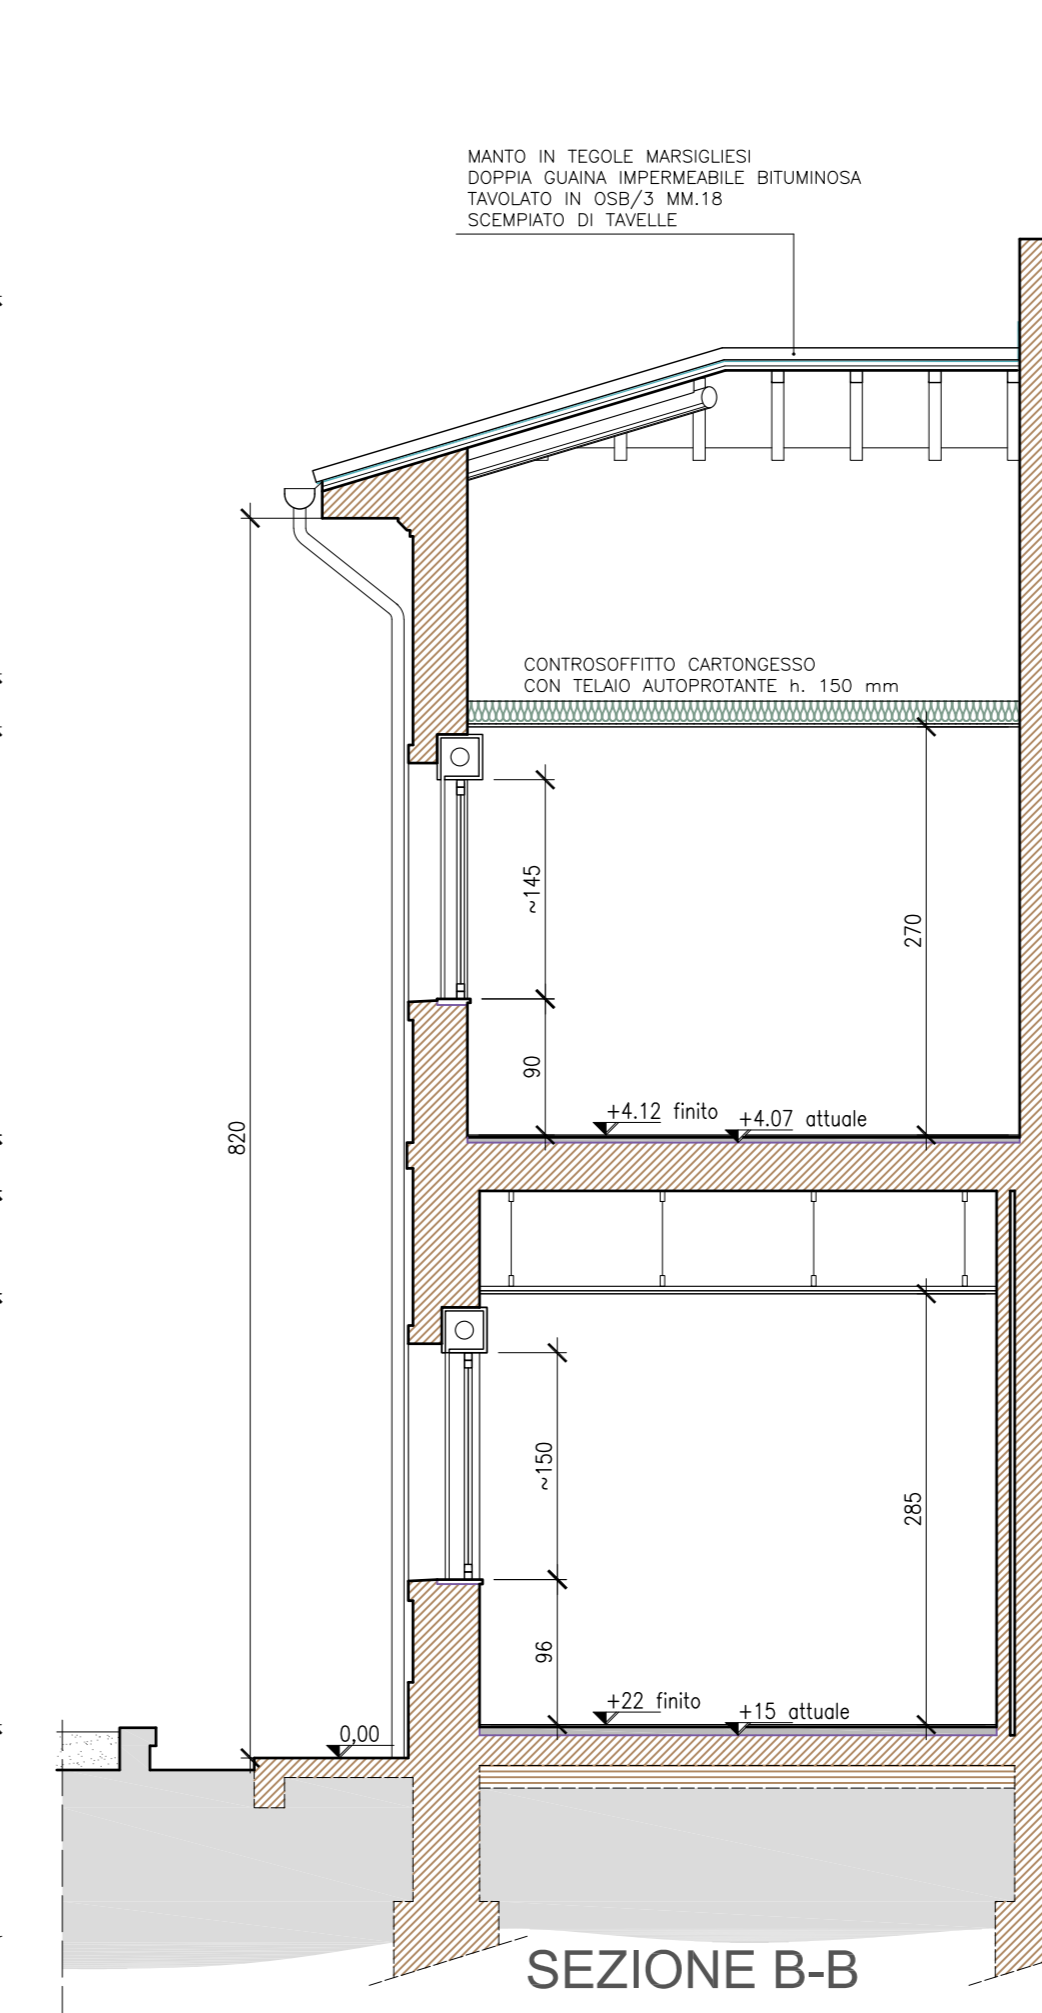 MANTO IN TEGOLE MARSIGLIESI
DOPPIA GUAINA IMPERMEABILE BITUMINOSA
TAVOLATO IN OSB/3 MM.18
SCEMPIATO DI TAVELLE
CONTROSOFFITTO CARTONGESSO
CON TELAIO AUTOPROTANTE h. 150 mm
~145
270
90
+4.12 finito
+4.07 attuale
820
~150
285
96
+22 finito
+15 attuale
0,00
SEZIONE B-B